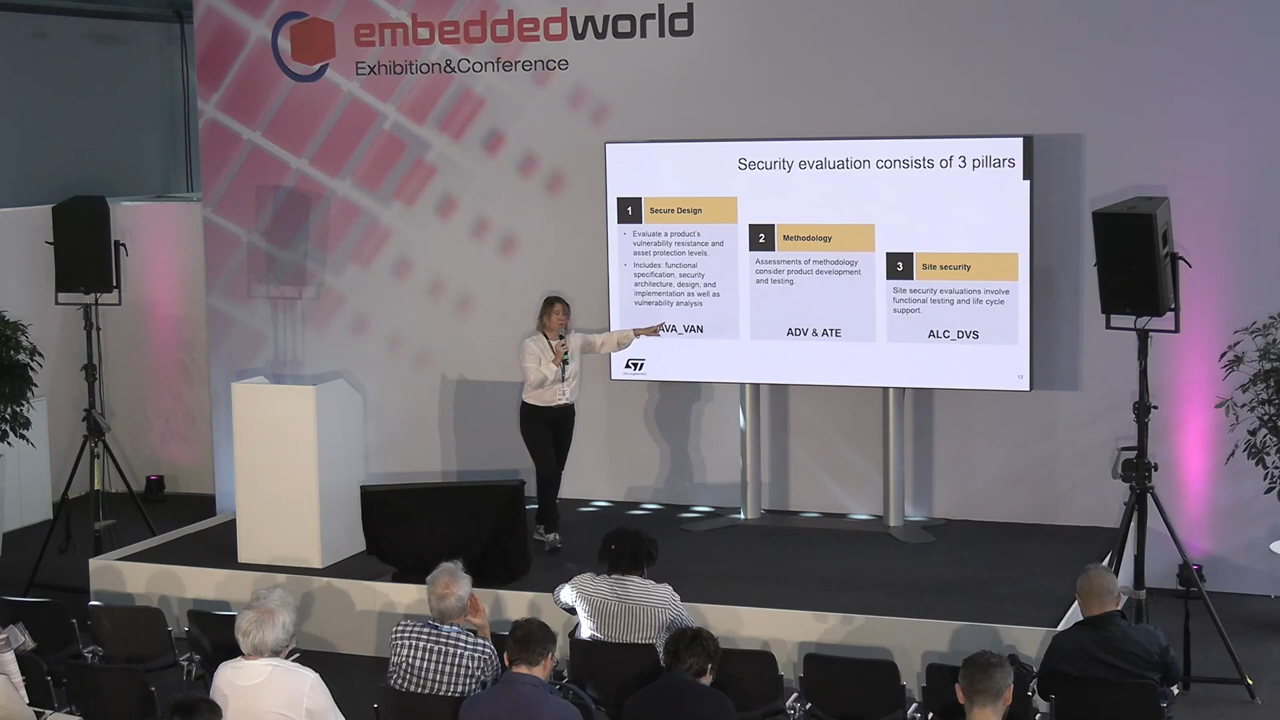 embeddedworld
Exhibition&Conference
Security evaluation consists of 3 pillars
1
Secure Design
• Evaluate a product's
vulnerability resistance and
asset protection levels.
• Includes: functional
specification, security
architecture, design, and
implementation as well as
vulnerability analysis
AVA_VAN
2
Methodology
Assessments of methodology
consider product development
and testing.
ADV & ATE
3
Site security
Site security evaluations involve
functional testing and life cycle
support.
ALC_DVS
ST
12